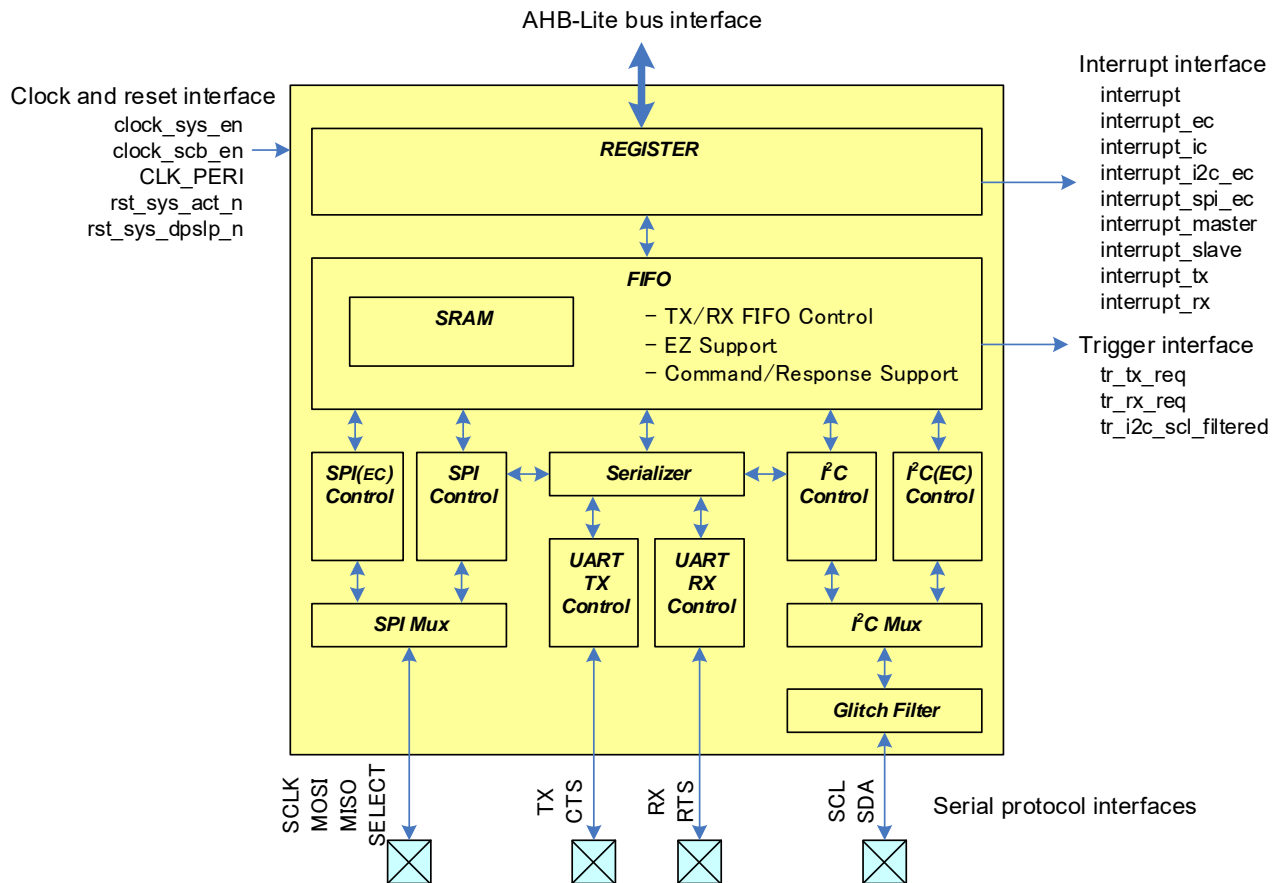 AHB-Lite bus interface
Clock and reset interface
clock_sys_en
clock_scb_en
CLK_PERI
rst_sys_act_n
rst_sys_dpslp_n
Interrupt interface
interrupt
interrupt_ec
interrupt_ic
interrupt_i2c_ec
interrupt_spi_ec
interrupt_master
interrupt_slave
interrupt_tx
interrupt_rx
REGISTER
FIFO
SRAM
– TX/RX FIFO Control
– EZ Support
– Command/Response Support
Trigger interface
tr_tx_req
tr_rx_req
tr_i2c_scl_filtered
SPI(EC)
Control
SPI
Control
Serializer
I²C
Control
I²C(EC)
Control
UART
TX
Control
UART
RX
Control
SPI Mux
I²C Mux
Glitch Filter
SCLK
MOSI
MISO
SELECT
TX
CTS
RX
RTS
SCL
SDA
Serial protocol interfaces